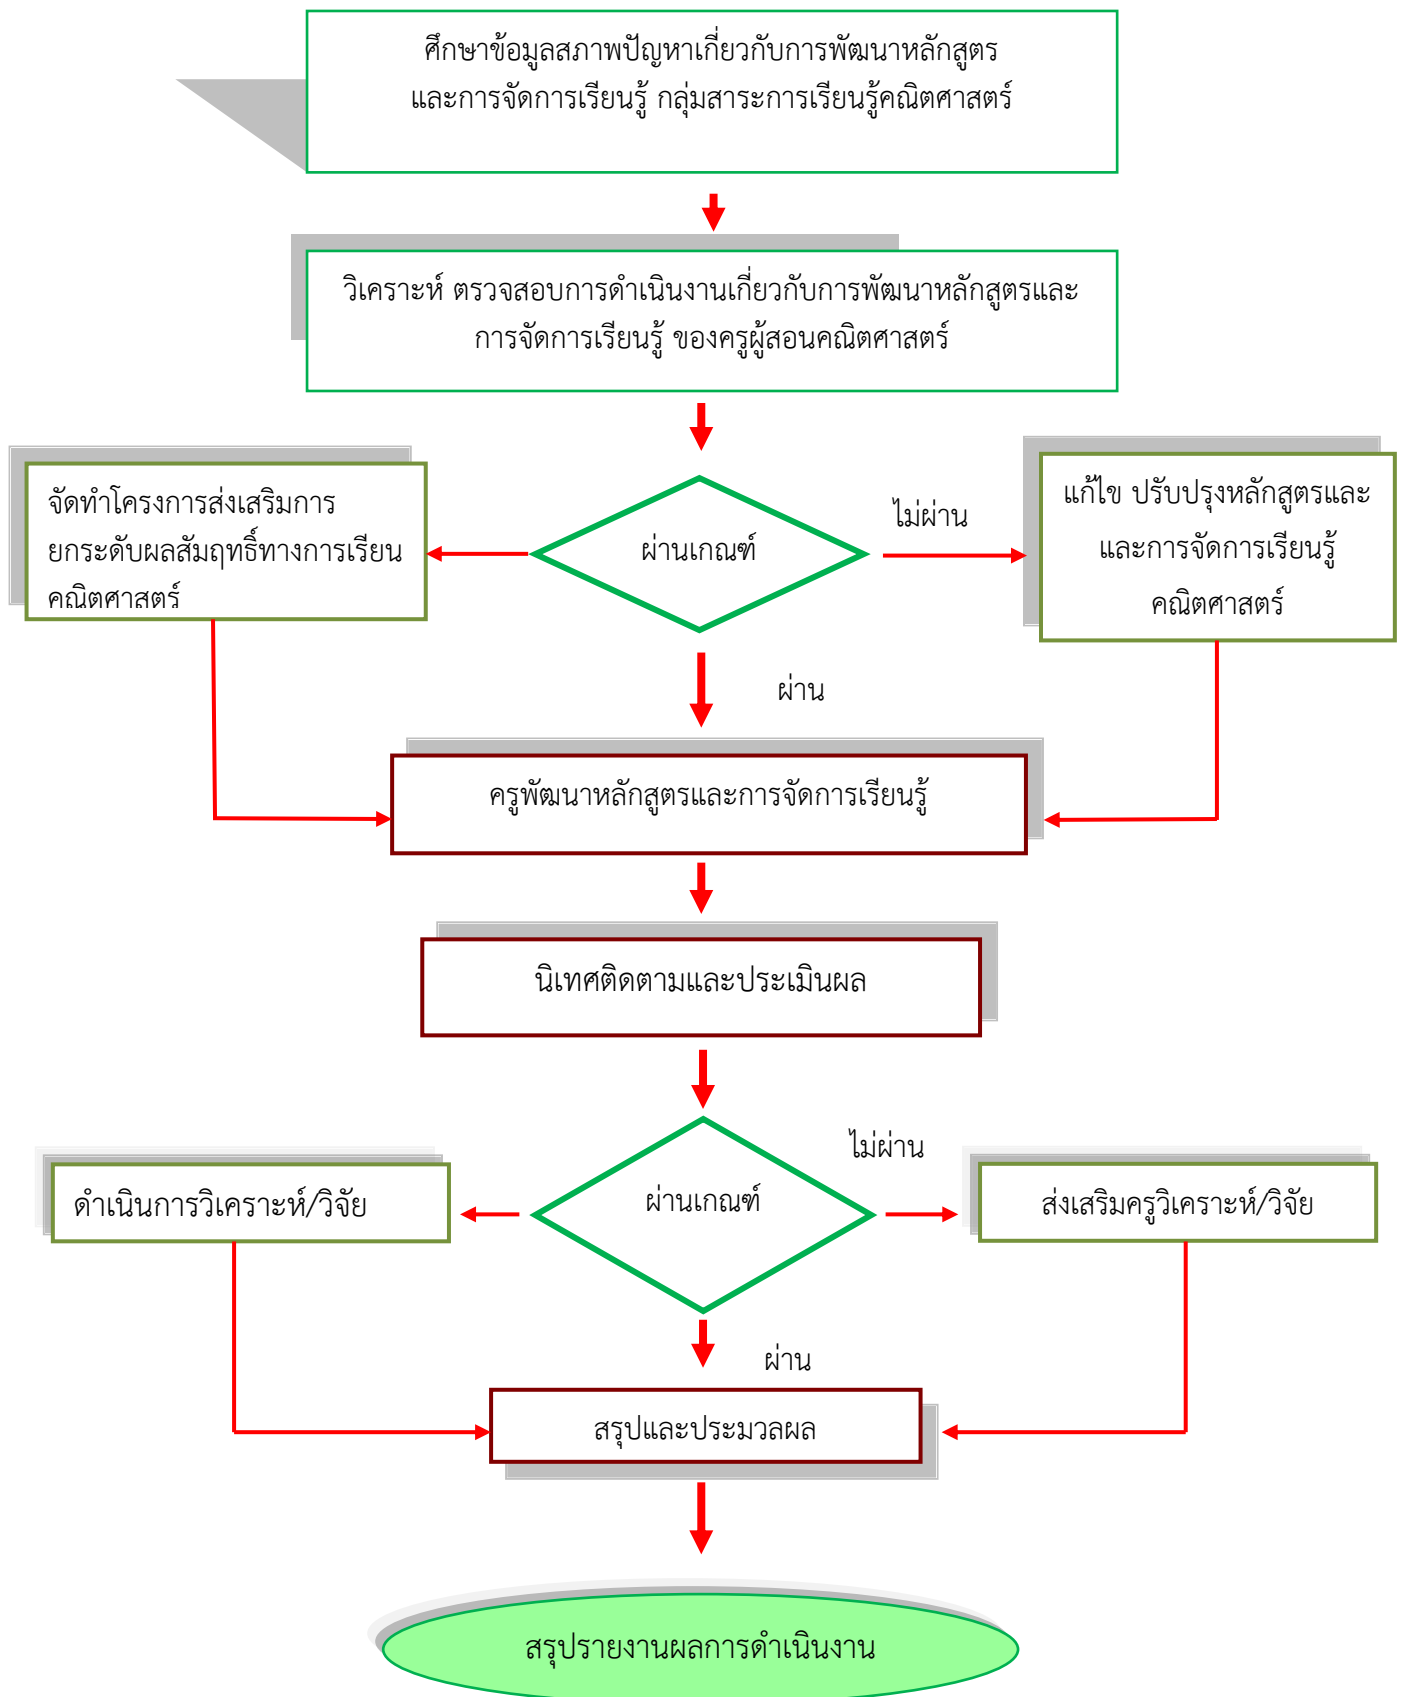 ศึกษาข้อมูลสภาพปัญหาเกี่ยวกับการพัฒนาหลักสูตร
และการจัดการเรียนรู้ กลุ่มสาระการเรียนรู้คณิตศาสตร์
วิเคราะห์ ตรวจสอบการดำเนินงานเกี่ยวกับการพัฒนาหลักสูตรและ
การจัดการเรียนรู้ ของครูผู้สอนคณิตศาสตร์
จัดทำโครงการส่งเสริมการ
ยกระดับผลสัมฤทธิ์ทางการเรียน
คณิตศาสตร์
ผ่านเกณฑ์
ไม่ผ่าน
แก้ไข ปรับปรุงหลักสูตรและ
และการจัดการเรียนรู้
คณิตศาสตร์
ผ่าน
ครูพัฒนาหลักสูตรและการจัดการเรียนรู้
นิเทศติดตามและประเมินผล
ไม่ผ่าน
ดำเนินการวิเคราะห์/วิจัย
ผ่านเกณฑ์
ส่งเสริมครูวิเคราะห์/วิจัย
ผ่าน
สรุปและประมวลผล
สรุปรายงานผลการดำเนินงาน